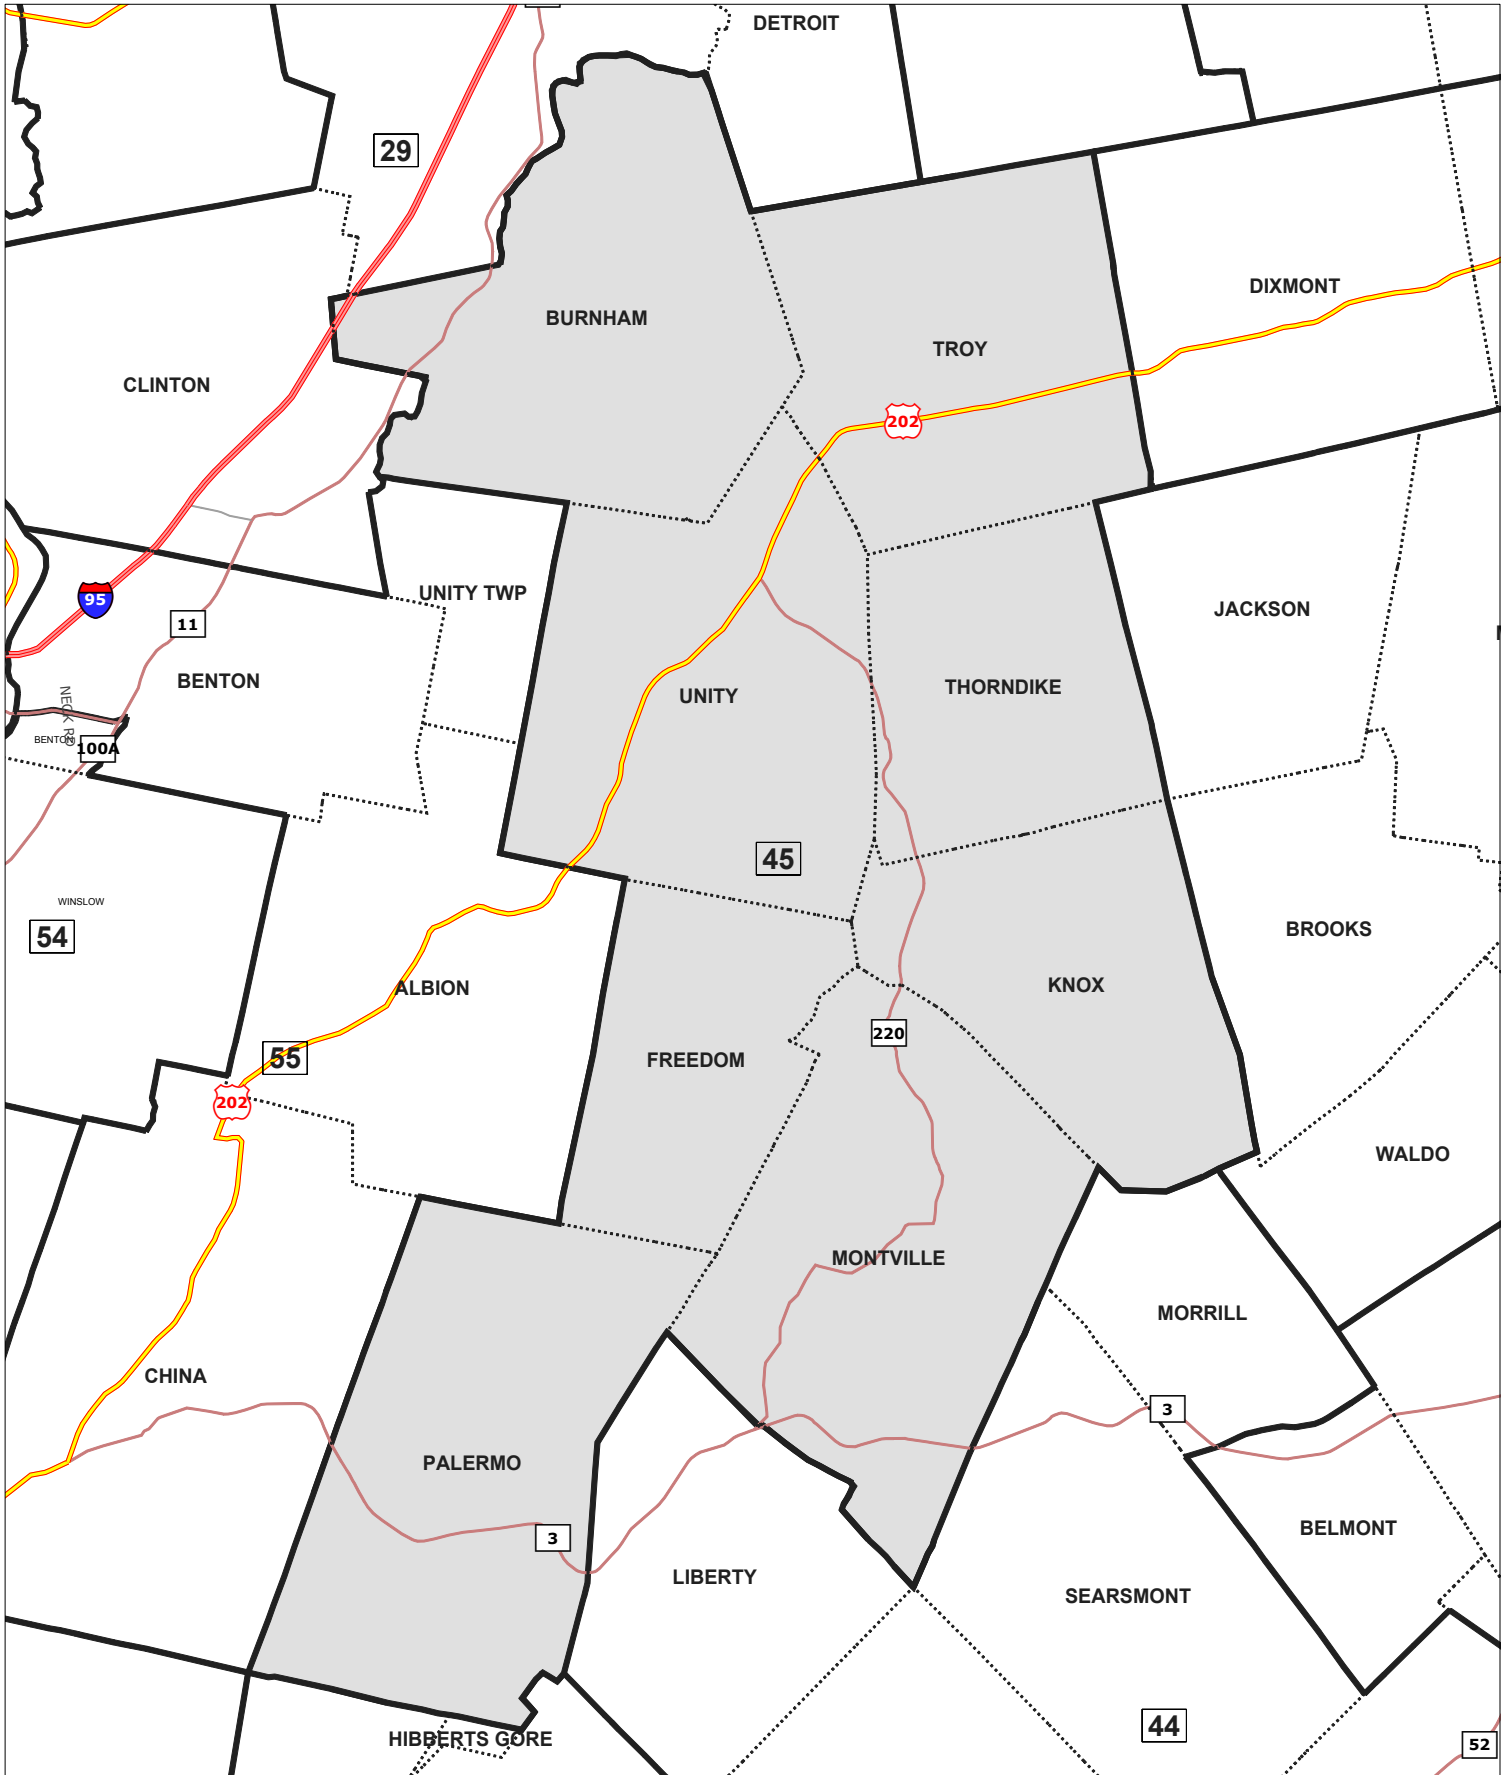 DETROIT
29
DIXMONT
BURNHAM
TROY
CLINTON
202
UNITY TWP
95
JACKSON
11
BENTON
THORNDIKE
UNITY
NECK RD
BENTON
100A
45
WINSLOW
BROOKS
54
KNOX
ALBION
220
55
FREEDOM
202
WALDO
MONTVILLE
MORRILL
CHINA
3
PALERMO
BELMONT
3
LIBERTY
SEARSMONT
44
HIBBERTS GORE
52